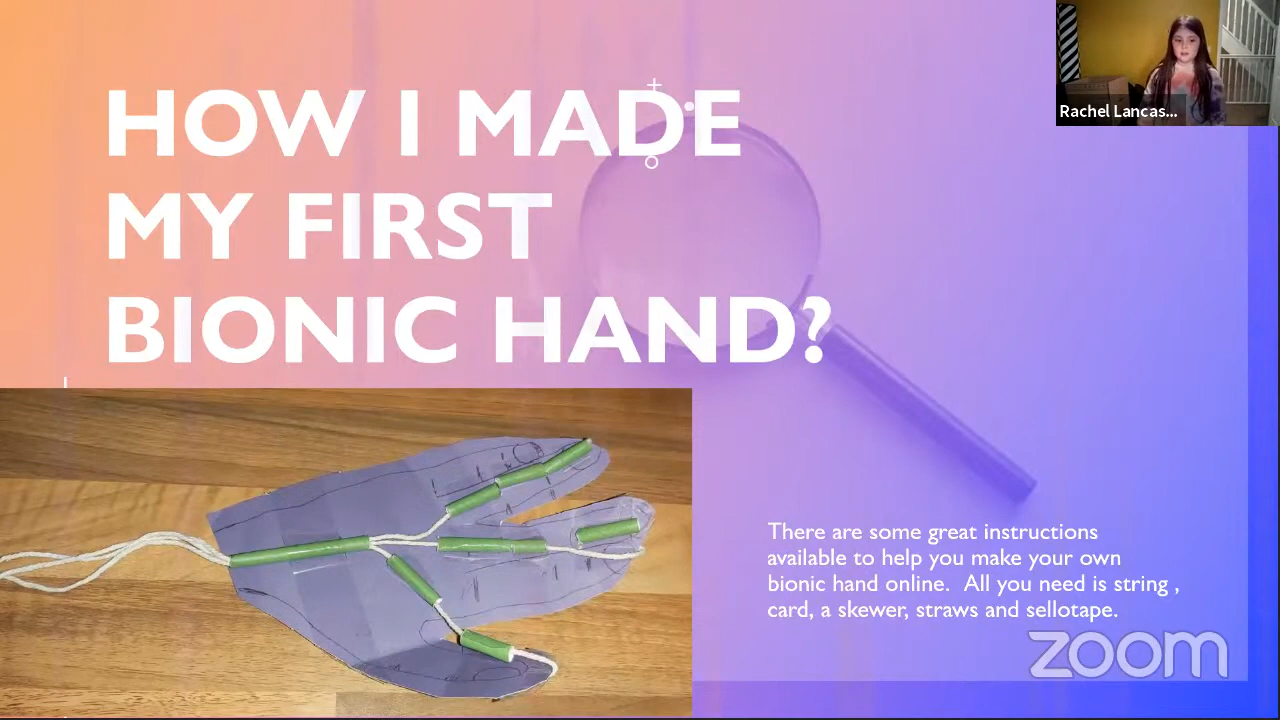 HOW I MADE
MY FIRST
BIONIC HAND?
Rachel Lancas...
There are some great instructions
available to help you make your own
bionic hand online.  All you need is string ,
card, a skewer, straws and sellotape.
zoom